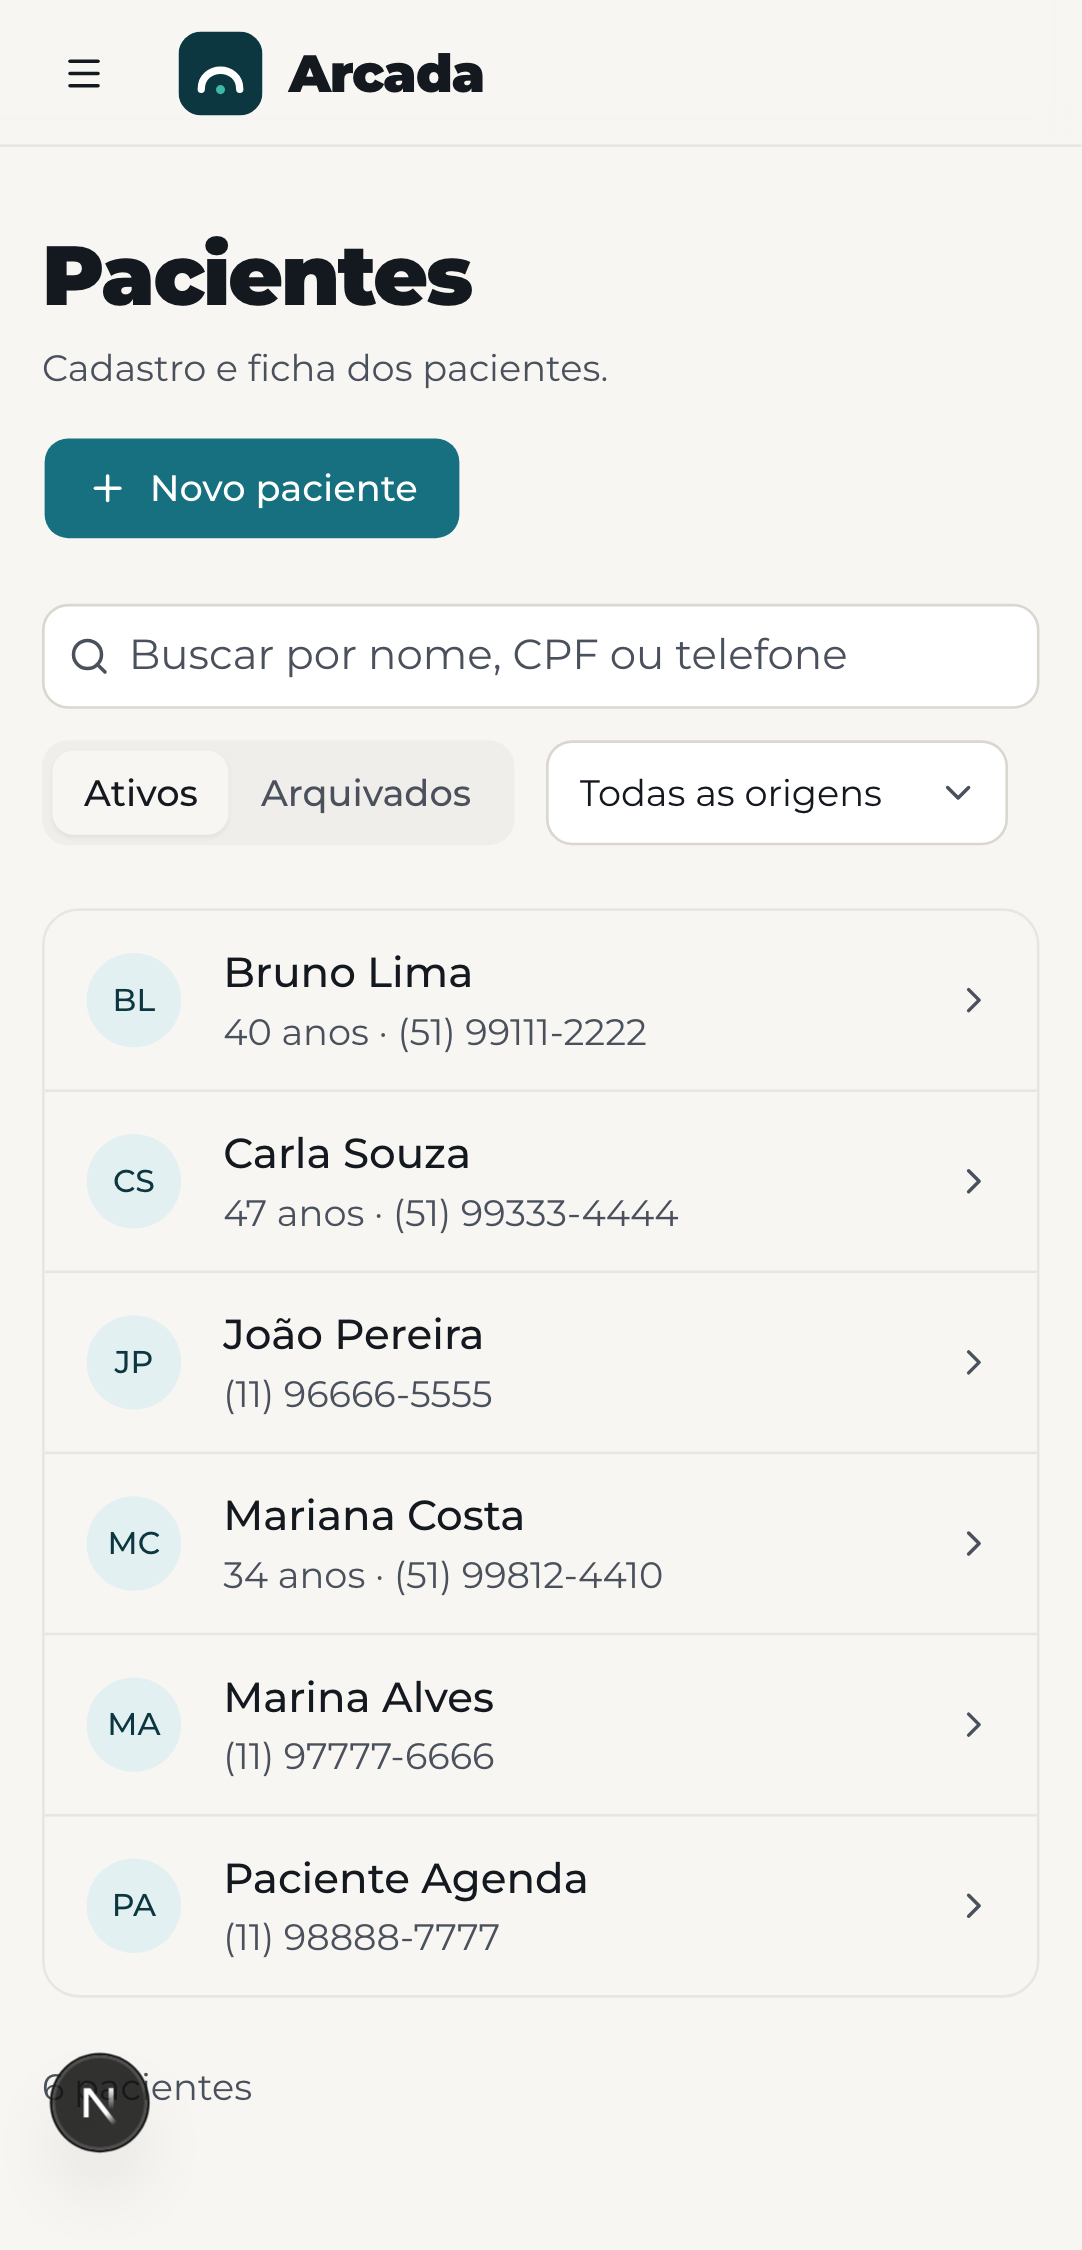 Arcada
Pacientes
Cadastro e ficha dos pacientes.
Novo paciente
Buscar por nome, CPF ou telefone
Ativos
Arquivados
Todas as origens
BL
Bruno Lima
40 anos · (51) 99111-2222
CS
Carla Souza
47 anos · (51) 99333-4444
JP
João Pereira
(11) 96666-5555
MC
Mariana Costa
34 anos · (51) 99812-4410
MA
Marina Alves
(11) 97777-6666
PA
Paciente Agenda
(11) 98888-7777
6 pacientes
N